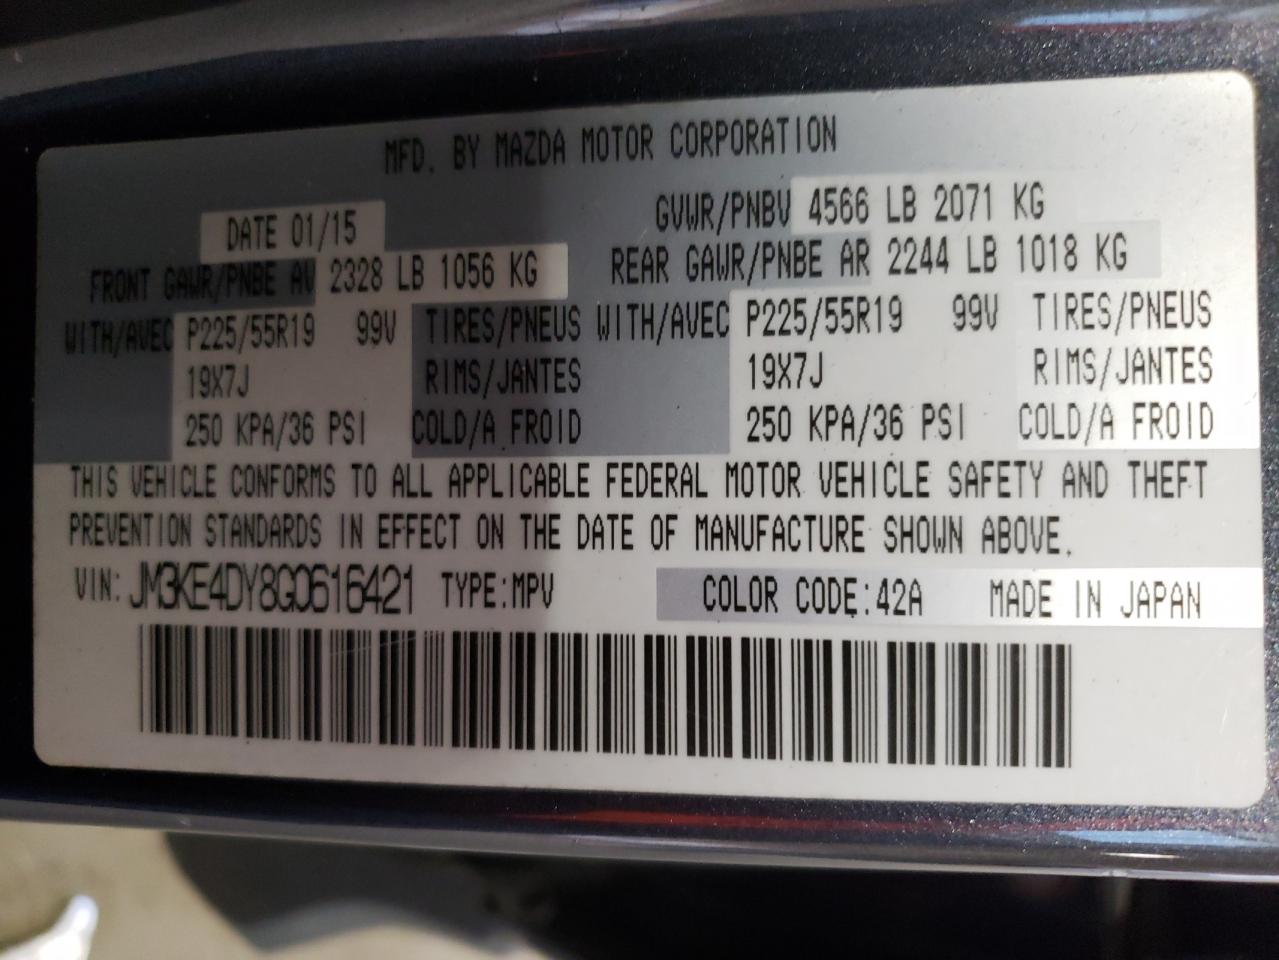 MFD. BY MAZDA MOTOR CORPORATION
DATE 01/15 GVWR/PNBV 4566 LB 2071 KG
FRONT GAWR/PNBE AV 2328 LB 1056 KG REAR GAWR/PNBE AR 2244 LB 1018 KG
WITH/AVEC P225/55R19 99V TIRES/PNEUS WITH/AVEC P225/55R19 99V TIRES/PNEUS
19X7J RIMS/JANTES 19X7J RIMS/JANTES
250 KPA/36 PSI COLD/A FROID 250 KPA/36 PSI COLD/A FROID
THIS VEHICLE CONFORMS TO ALL APPLICABLE FEDERAL MOTOR VEHICLE SAFETY AND THEFT
PREVENTION STANDARDS IN EFFECT ON THE DATE OF MANUFACTURE SHOWN ABOVE.
VIN: JM3KE4DY8G0616421 TYPE:MPV COLOR CODE:42A MADE IN JAPAN